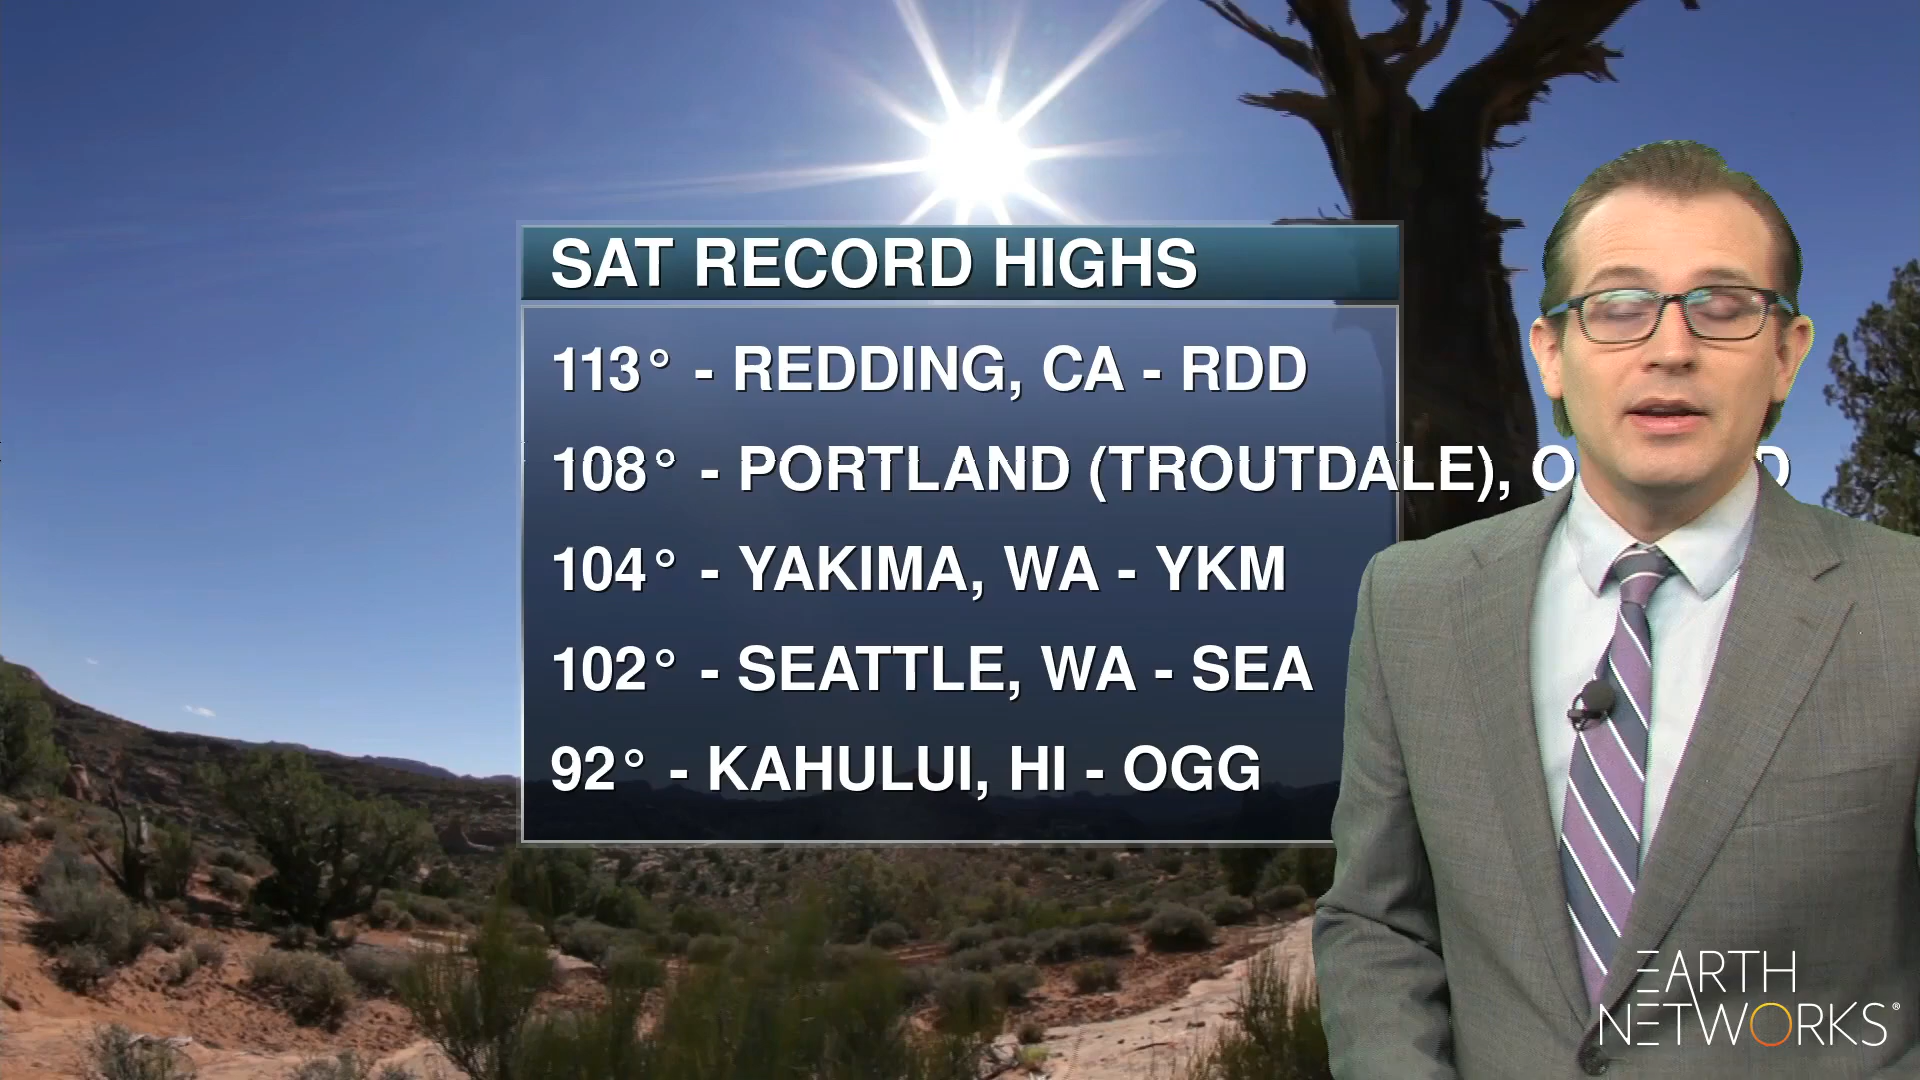 SAT RECORD HIGHS
113° - REDDING, CA - RDD
108° - PORTLAND (TROUTDALE),
104° - YAKIMA, WA - YKM
102° - SEATTLE, WA - SEA
92° - KAHULUI, HI - OGG
EARTH
NETWORKS®